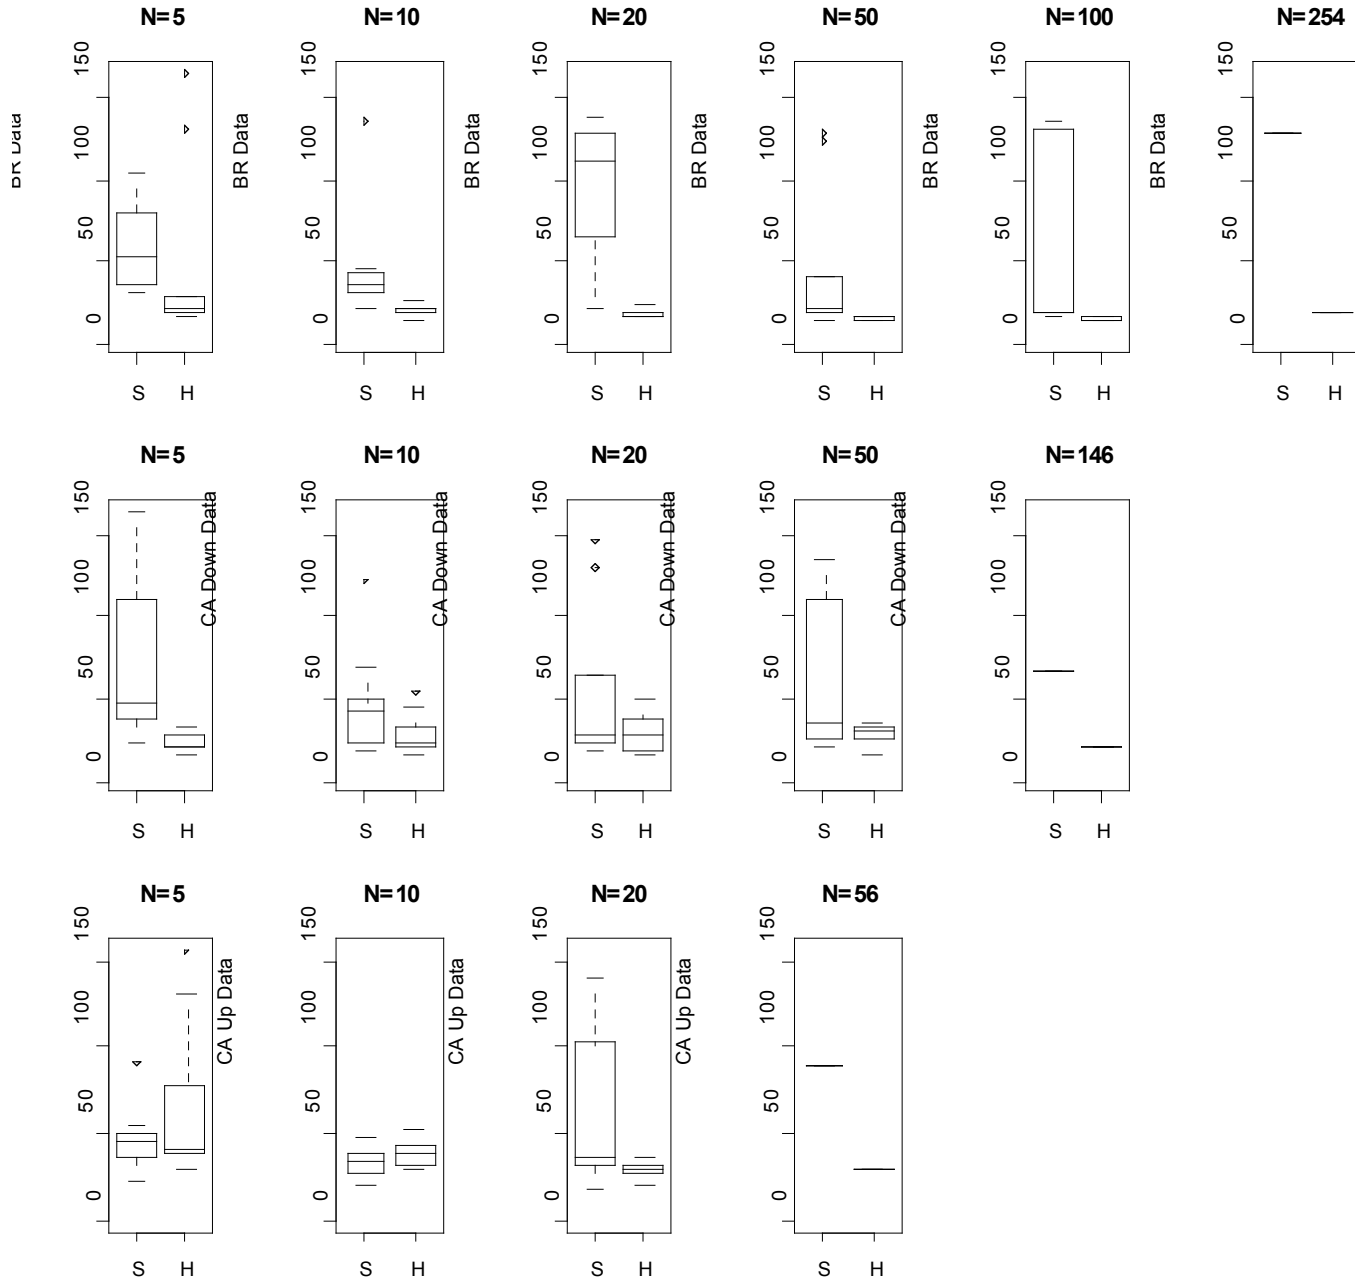 N=5 N=10 N=20 N=50 N=100 N=254
BR Data BR Data BR Data BR Data BR Data BR Data
150 150 150 150 150 150
100 100 100 100 100 100
50 50 50 50 50 50
0 0 0 0 0 0
S H S H S H S H S H S H
N=5 N=10 N=20 N=50 N=146
CA Down Data CA Down Data CA Down Data CA Down Data
150 150 150 150 150
100 100 100 100 100
50 50 50 50 50
0 0 0 0 0
S H S H S H S H S H
N=5 N=10 N=20 N=56
CA Up Data CA Up Data CA Up Data
150 150 150 150
100 100 100 100
50 50 50 50
0 0 0 0
S H S H S H S H